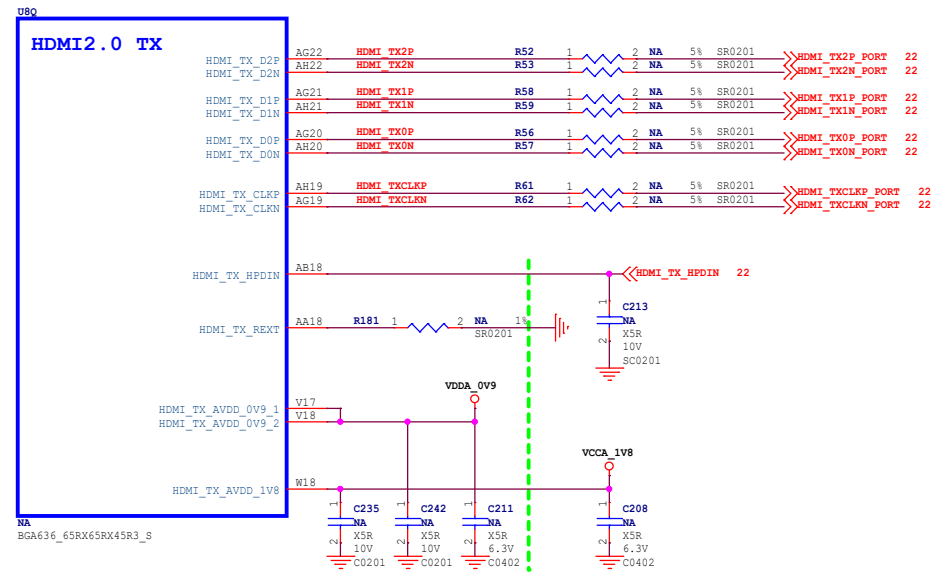 U8Q
HDMI2.0 TX
HDMI_TX_D2P AG22 HDMI_TX2P R52 1 2 NA 5% SR0201 HDMI_TX2P_PORT 22
HDMI_TX_D2N AH22 HDMI_TX2N R53 1 2 NA 5% SR0201 HDMI_TX2N_PORT 22
HDMI_TX_D1P AG21 HDMI_TX1P R58 1 2 NA 5% SR0201 HDMI_TX1P_PORT 22
HDMI_TX_D1N AH21 HDMI_TX1N R59 1 2 NA 5% SR0201 HDMI_TX1N_PORT 22
HDMI_TX_D0P AG20 HDMI_TX0P R56 1 2 NA 5% SR0201 HDMI_TX0P_PORT 22
HDMI_TX_D0N AH20 HDMI_TX0N R57 1 2 NA 5% SR0201 HDMI_TX0N_PORT 22
HDMI_TX_CLKP AH19 HDMI_TXCLKP R61 1 2 NA 5% SR0201 HDMI_TXCLKP_PORT 22
HDMI_TX_CLKN AG19 HDMI_TXCLKN R62 1 2 NA 5% SR0201 HDMI_TXCLKN_PORT 22
HDMI_TX_HPDIN AB18 HDMI_TX_HPDIN 22
1 C213
NA
X5R
2 10V
SC0201
HDMI_TX_REXT AA18 R181 1 2 NA 1%
SR0201
VDDA_0V9
HDMI_TX_AVDD_0V9_1 V17
HDMI_TX_AVDD_0V9_2 V18
VCCA_1V8
HDMI_TX_AVDD_1V8 W18
1 C235 1 C242 1 C211 1 C208
NA NA NA NA
X5R X5R X5R X5R
2 10V 2 10V 2 6.3V 2 6.3V
C0201 C0201 C0402 C0402
NA
BGA636_65RX65RX45R3_S